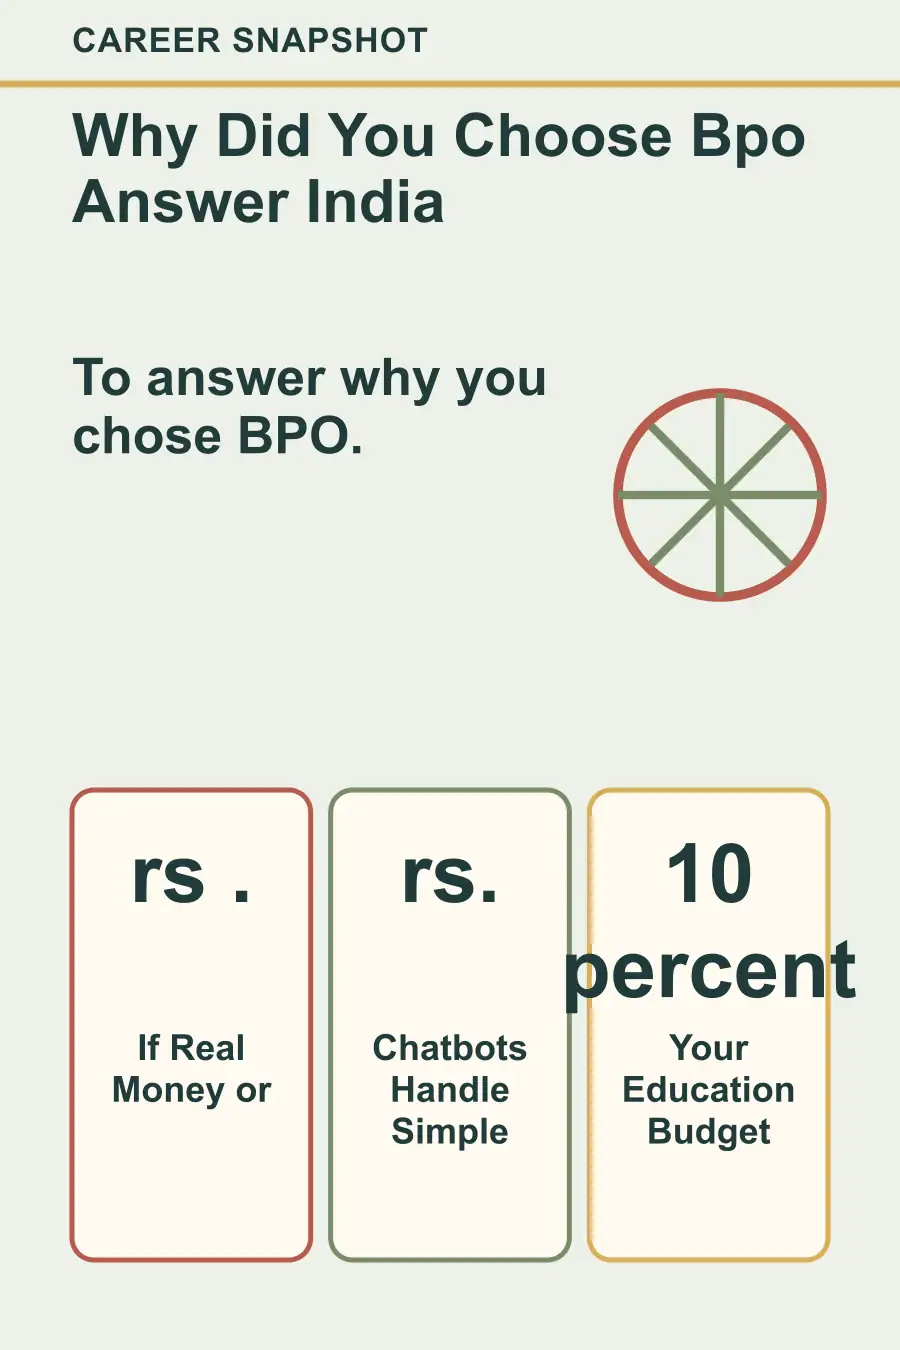 CAREER SNAPSHOT
Why Did You Choose Bpo
Answer India
To answer why you
chose BPO.
rs .
If Real
Money or
rs.
Chatbots
Handle
Simple
10
percent
Your
Education
Budget